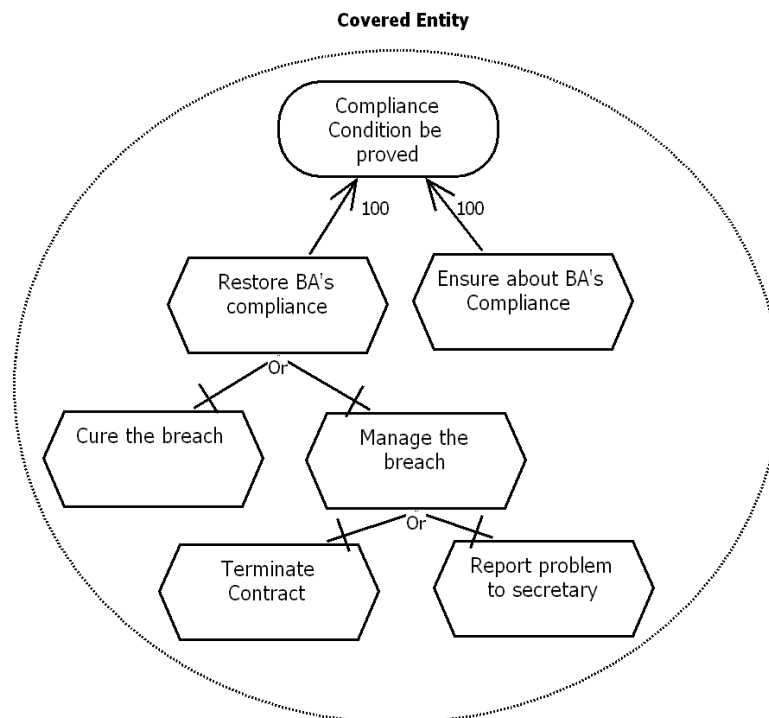 Covered Entity
Compliance
Condition be
proved
100
100
Restore BA's
compliance
Ensure about BA's
Compliance
Or
Cure the breach
Manage the
breach
Or
Terminate
Contract
Report problem
to secretary